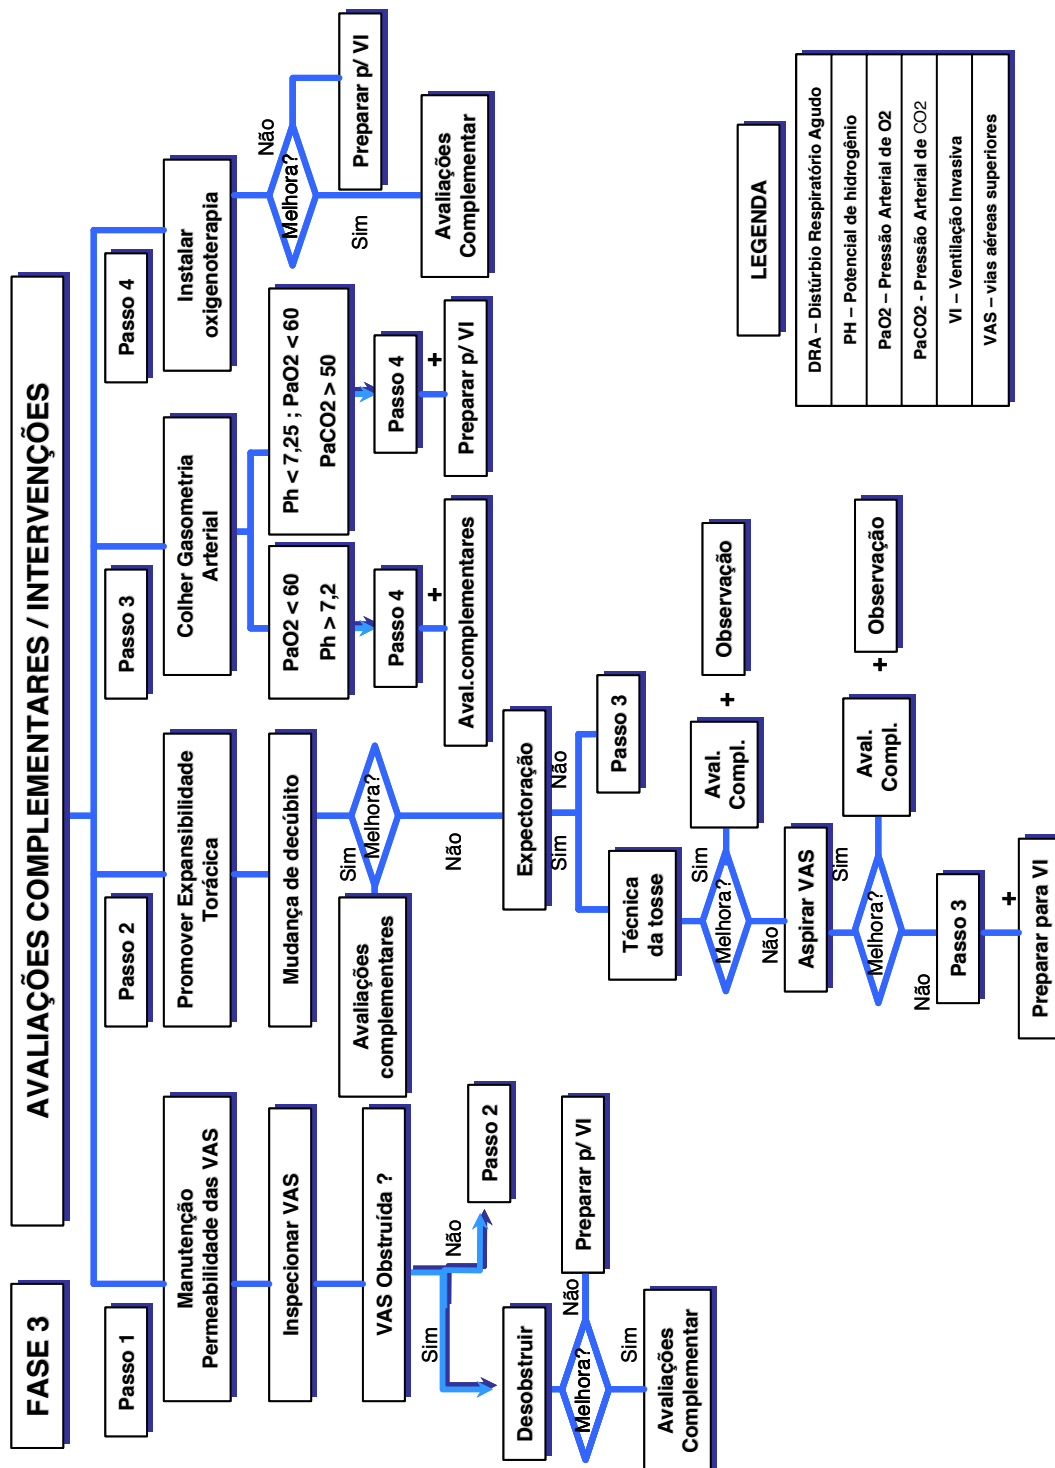 FASE 3
AVALIAÇÕES COMPLEMENTARES / INTERVENÇÕES
Passo 1
Manutenção
Permeabilidade das VAS
Inspecionar VAS
VAS Obstruída ?
Sim
Não
Passo 2
Desobstruir
Melhora?
Não
Preparar p/ VI
Sim
Avaliações
Complementar
Passo 2
Promover Expansibilidade
Torácica
Mudança de decúbito
Sim
Melhora?
Avaliações
complementares
Não
Expectoração
Sim
Não
Passo 3
Técnica
da tosse
Melhora?
Sim
Aval.
Compl.
+
Observação
Não
Aspirar VAS
Sim
Melhora?
Aval.
Compl.
+
Observação
Não
Passo 3
+
Preparar para VI
Passo 3
Colher Gasometria
Arterial
PaO2 < 60
Ph > 7,2
Passo 4
+
Aval.complementares
Ph < 7,25 ; PaO2 < 60
PaCO2 > 50
Passo 4
+
Preparar p/ VI
Passo 4
Instalar
oxigenoterapia
Melhora?
Não
Preparar p/ VI
Sim
Avaliações
Complementar
LEGENDA
DRA – Distúrbio Respiratório Agudo
PH – Potencial de hidrogênio
PaO2 – Pressão Arterial de O2
PaCO2 - Pressão Arterial de CO2
VI – Ventilação Invasiva
VAS – vias aéreas superiores